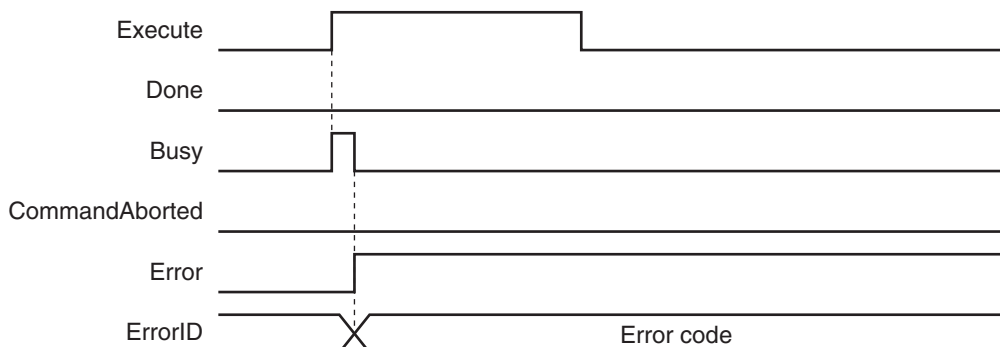 Execute
Done
Busy
CommandAborted
Error
ErrorID
Error code